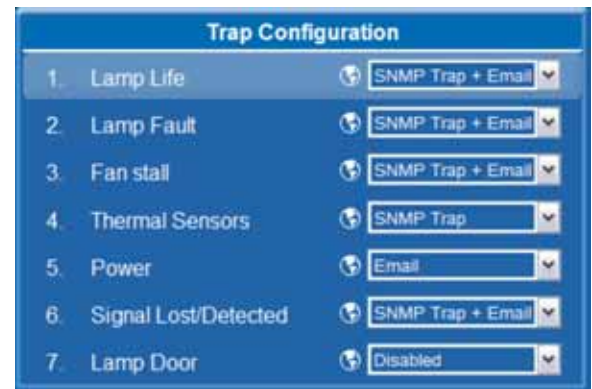 Trap Configuration
1. Lamp Life SNMP Trap + Email
2. Lamp Fault SNMP Trap + Email
3. Fan stall SNMP Trap + Email
4. Thermal Sensors SNMP Trap
5. Power Email
6. Signal Lost/Detected SNMP Trap + Email
7. Lamp Door Disabled